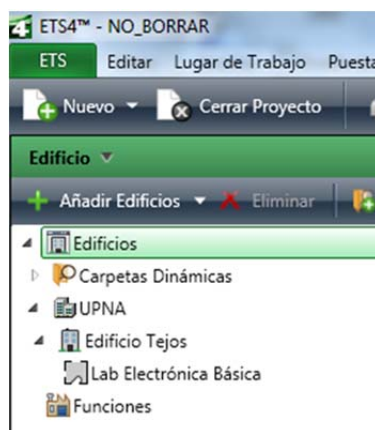 ETS4™ - NO_BORRAR
ETS Editar Lugar de Trabajo Puesta
Nuevo Cerrar Proyecto
Edificio
Añadir Edificios Eliminar
Edificios
Carpetas Dinámicas
UPNA
Edificio Tejos
Lab Electrónica Básica
Funciones